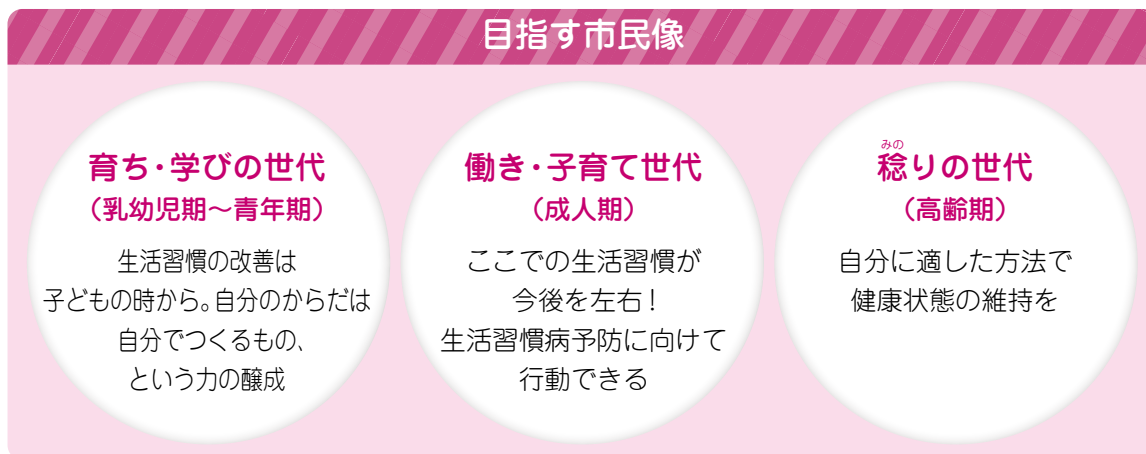 目指す市民像
育ち・学びの世代
（乳幼児期～青年期）
生活習慣の改善は
子どもの時から。自分のからだは
自分でつくるもの、
という力の醸成
働き・子育て世代
（成人期）
ここでの生活習慣が
今後を左右！
生活習慣病予防に向けて
行動できる
みの
稔りの世代
（高齢期）
自分に適した方法で
健康状態の維持を